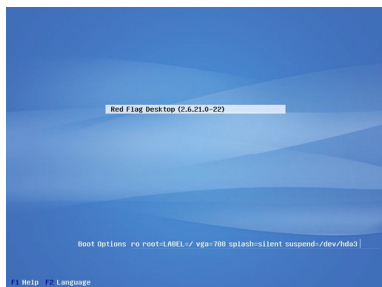 Red Flag Desktop (2.6.21.0-22)
Boot Options ro root=LABEL=/ vga=788 splash=silent suspend=/dev/hda3
F1 Help F2 Language